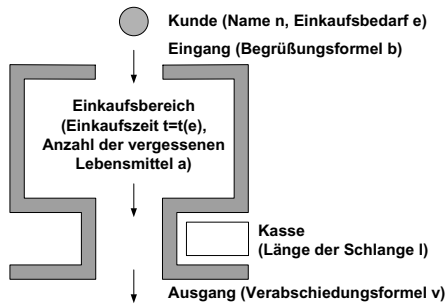 Kunde (Name n, Einkaufsbedarf e)
Eingang (Begrüßungsformel b)
Einkaufsbereich
(Einkaufszeit t=t(e),
Anzahl der vergessenen
Lebensmittel a)
Kasse
(Länge der Schlange l)
Ausgang (Verabschiedungsformel v)